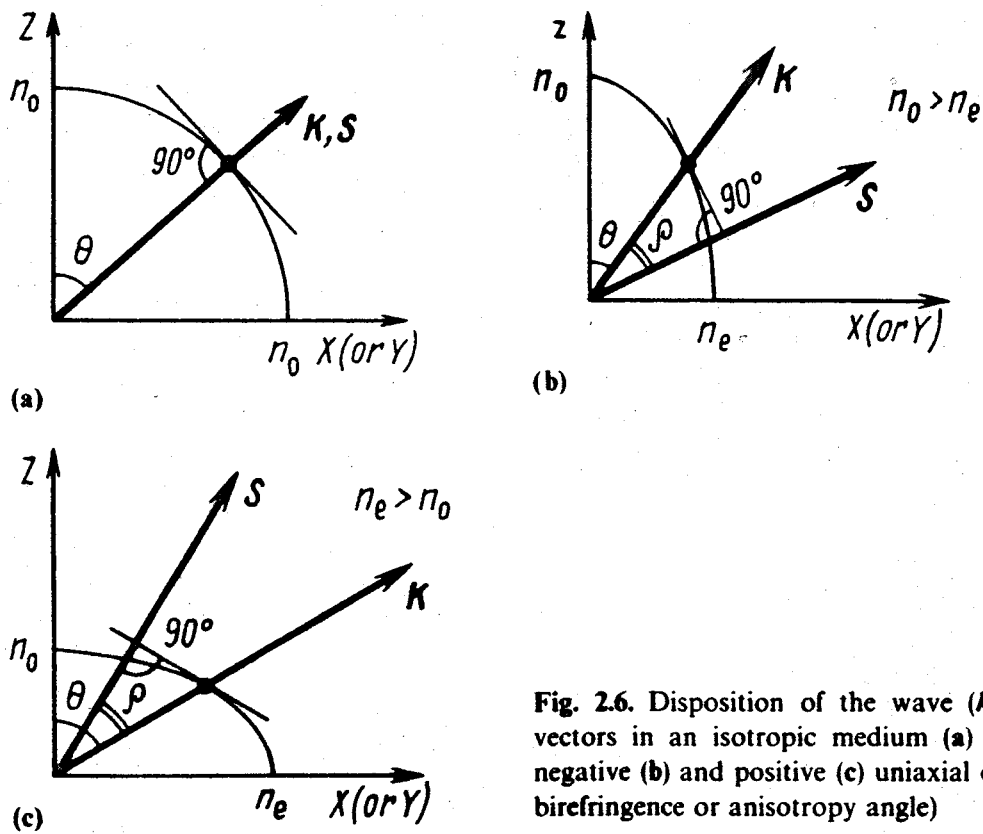 Z
n₀
90°
K, S
θ
n₀ X(or Y)
(a)
z
n₀
K
n₀ > nₑ
90°
S
θ
ρ
nₑ
X(or Y)
(b)
Z
S
nₑ > n₀
K
90°
n₀
θ
ρ
nₑ X(or Y)
(c)
Fig. 2.6. Disposition of the wave (
vectors in an isotropic medium (a)
negative (b) and positive (c) uniaxial
birefringence or anisotropy angle)